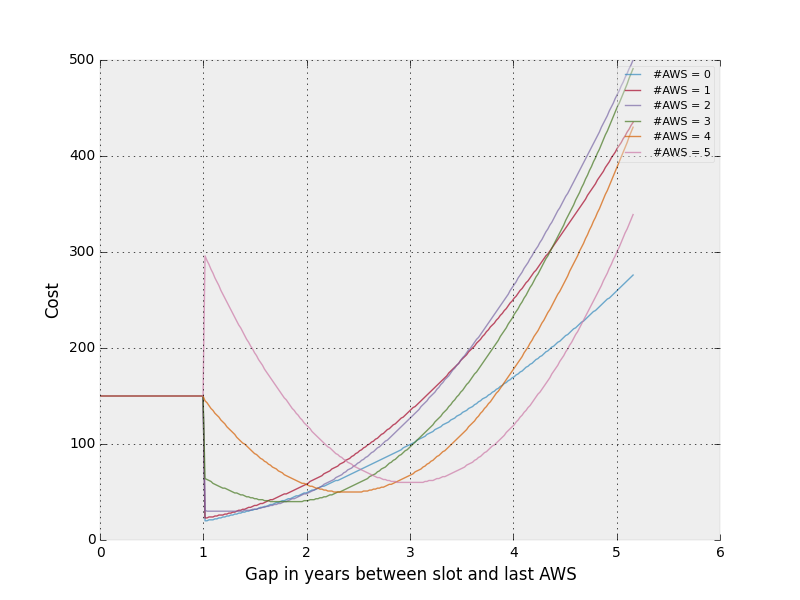 500
400
300
200
100
0
Cost
#AWS = 0
#AWS = 1
#AWS = 2
#AWS = 3
#AWS = 4
#AWS = 5
0 1 2 3 4 5 6
Gap in years between slot and last AWS